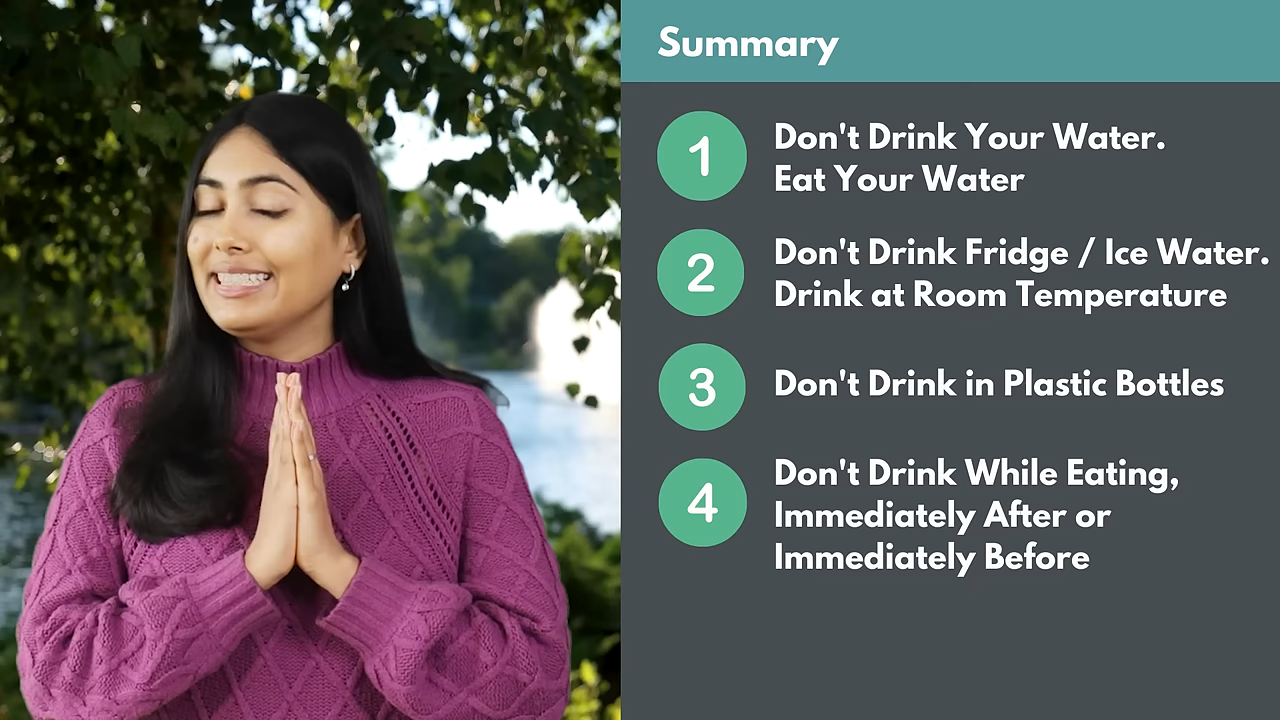 Summary
1
Don't Drink Your Water.
Eat Your Water
2
Don't Drink Fridge / Ice Water.
Drink at Room Temperature
3
Don't Drink in Plastic Bottles
4
Don't Drink While Eating,
Immediately After or
Immediately Before